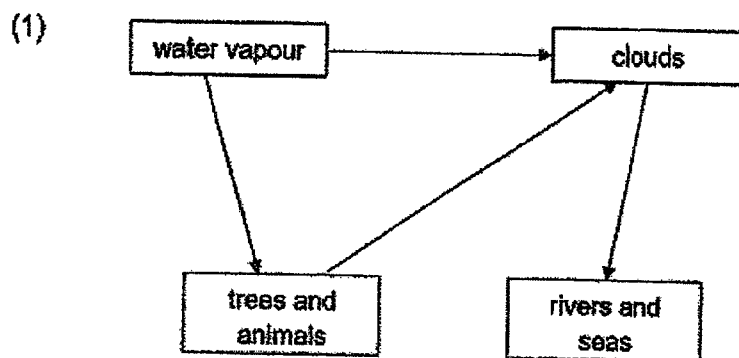 (1)
water vapour
clouds
trees and
animals
rivers and
seas